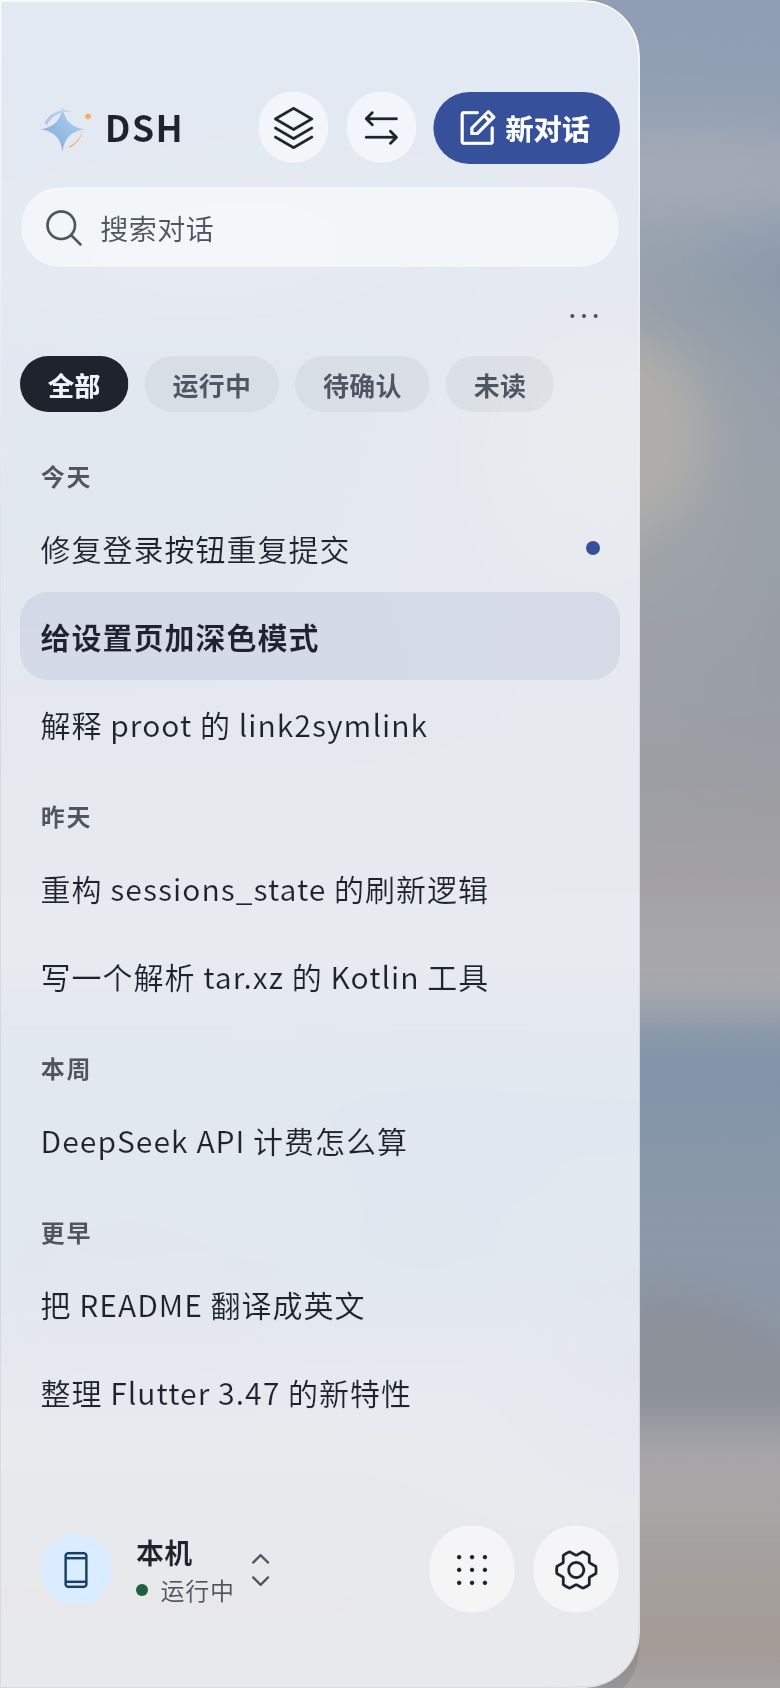 DSH
新对话
搜索对话
全部 运行中 待确认 未读
今天
修复登录按钮重复提交
给设置页加深色模式
解释 proot 的 link2symlink
昨天
重构 sessions_state 的刷新逻辑
写一个解析 tar.xz 的 Kotlin 工具
本周
DeepSeek API 计费怎么算
更早
把 README 翻译成英文
整理 Flutter 3.47 的新特性
本机
运行中